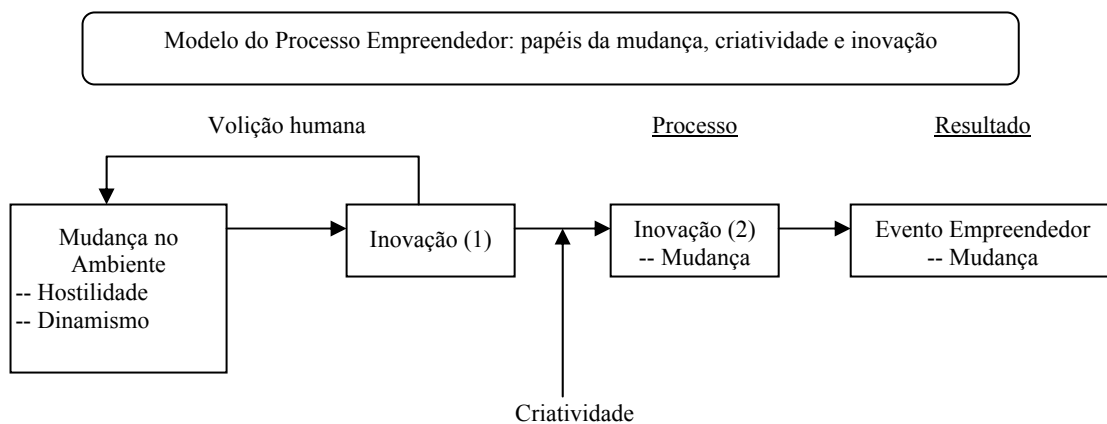 Modelo do Processo Empreendedor: papéis da mudança, criatividade e inovação
Volição humana
Processo
Resultado
Mudança no
Ambiente
-- Hostilidade
-- Dinamismo
Inovação (1)
Inovação (2)
-- Mudança
Evento Empreendedor
-- Mudança
Criatividade